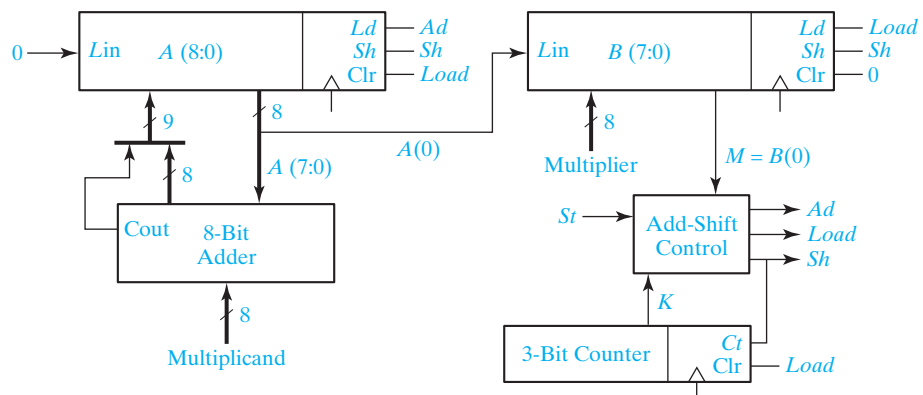 0
Lin
A (8:0)
Ld
Ad
Sh
Sh
Clr
Load
Lin
B (7:0)
Ld
Load
Sh
Sh
Clr
0
9
8
8
A (7:0)
A(0)
8
Multiplier
M = B(0)
Cout
8-Bit
Adder
St
Add-Shift
Control
Ad
Load
Sh
8
Multiplicand
K
3-Bit Counter
Ct
Clr
Load